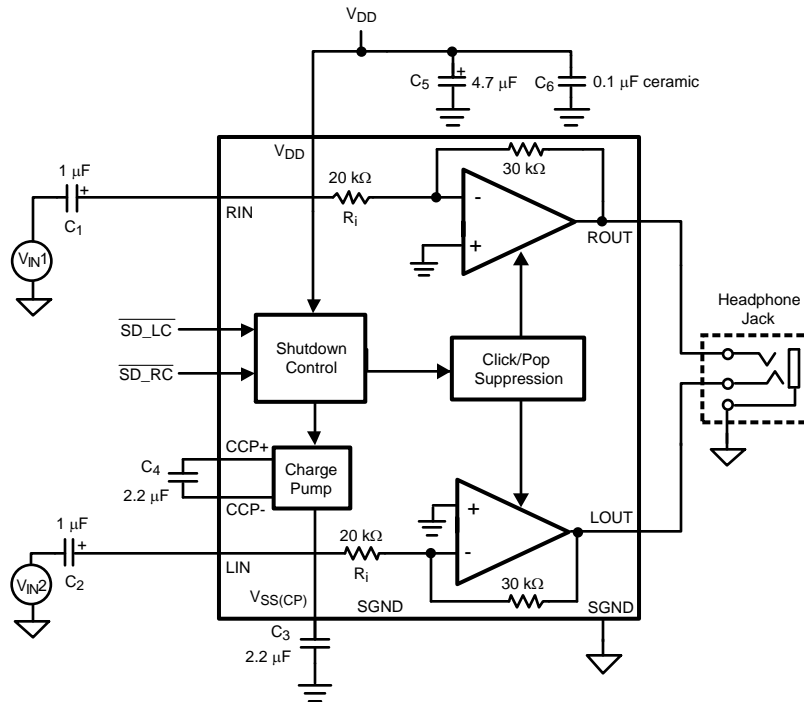 V_DD
C_5 + 4.7 μF
C_6 0.1 μF ceramic
V_DD
30 kΩ
1 μF
+
C_1
20 kΩ
R_i
RIN
-
+
ROUT
V_IN1
Headphone
Jack
SD_LC
SD_RC
Shutdown
Control
Click/Pop
Suppression
CCP+
C_4
2.2 μF
CCP-
Charge
Pump
+
-
LOUT
1 μF
+
C_2
20 kΩ
R_i
LIN
30 kΩ
V_IN2
V_SS(CP)
SGND
SGND
C_3
2.2 μF